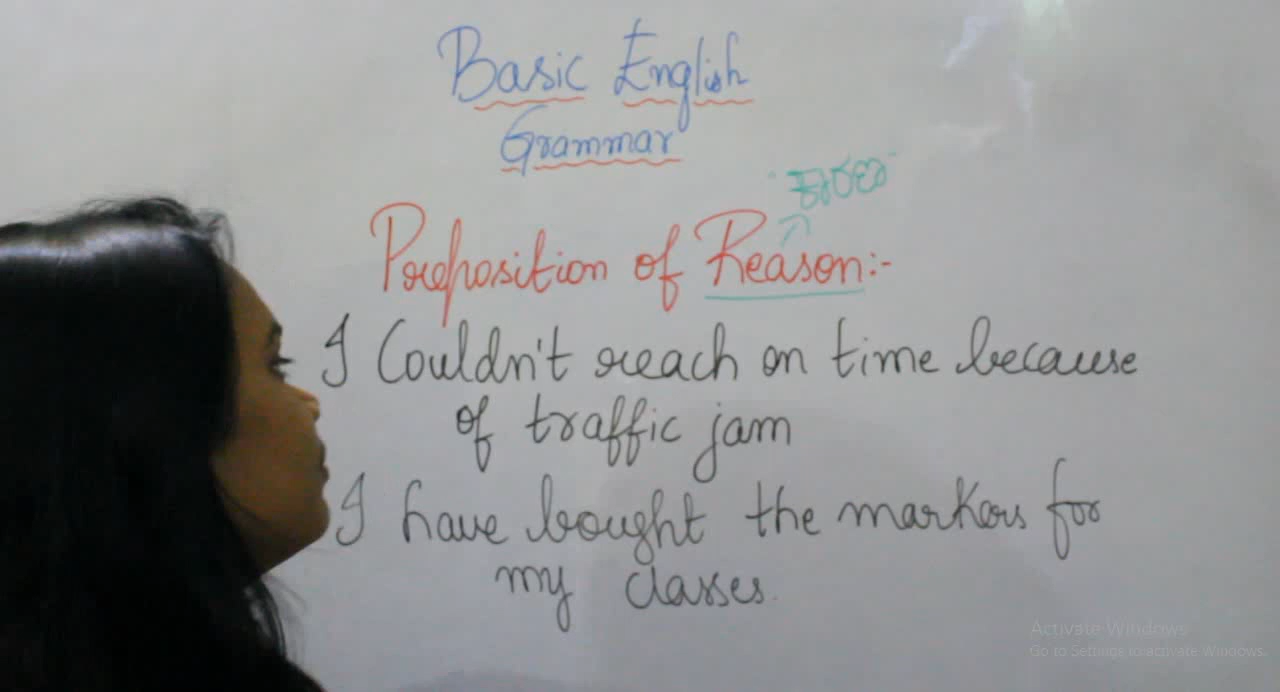 Basic English
Grammar
ಕಾರಣ
Preposition of Reason:-
I Couldn't reach on time because
of traffic jam
I have bought the markers for
my classes.
Activate Windows
Go to Settings to activate Windows.